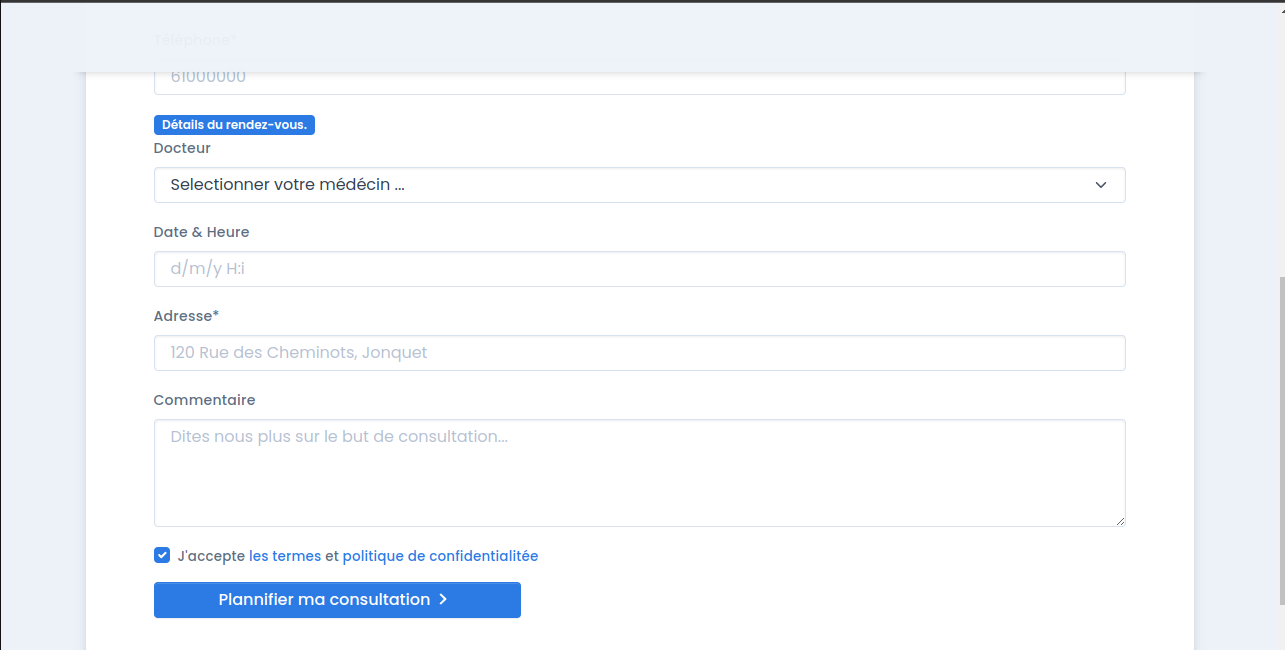 Téléphone*
61000000
Détails du rendez-vous.
Docteur
Selectionner votre médécin ...
Date & Heure
d/m/y H:i
Adresse*
120 Rue des Cheminots, Jonquet
Commentaire
Dites nous plus sur le but de consultation...
J'accepte les termes et politique de confidentialitée
Plannifier ma consultation